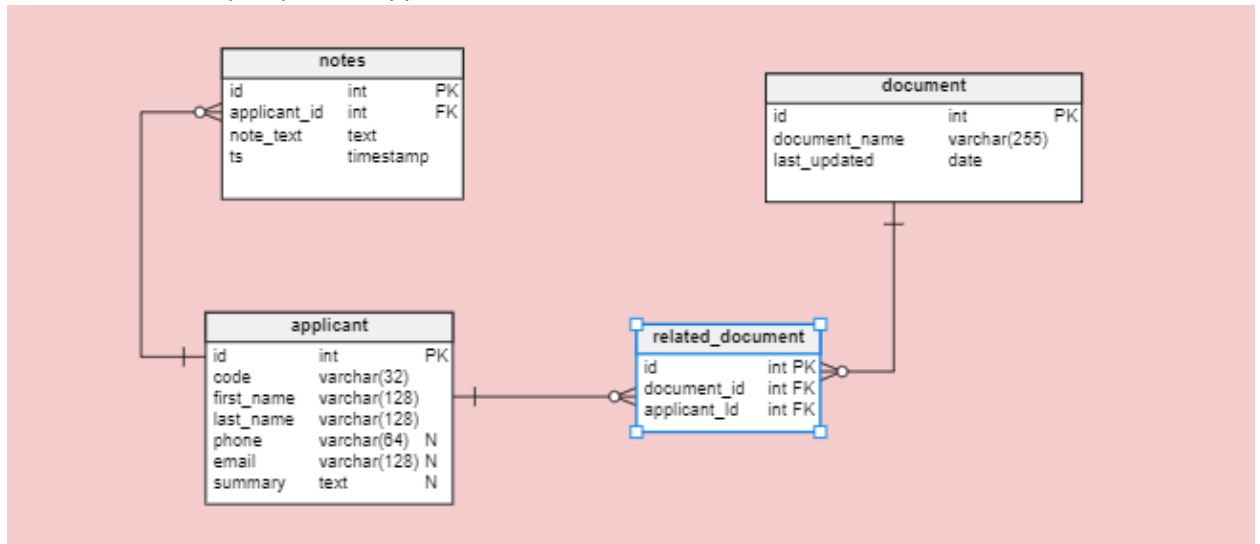 notes
id int PK
applicant_id int FK
note_text text
ts timestamp
document
id int PK
document_name varchar(255)
last_updated date
applicant
id int PK
code varchar(32)
first_name varchar(128)
last_name varchar(128)
phone varchar(64) N
email varchar(128) N
summary text N
related_document
id int PK
document_id int FK
applicant_Id int FK